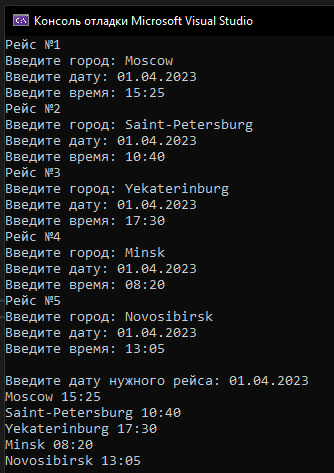 Консоль отладки Microsoft Visual Studio
Рейс №1
Введите город: Moscow
Введите дату: 01.04.2023
Введите время: 15:25
Рейс №2
Введите город: Saint-Petersburg
Введите дату: 01.04.2023
Введите время: 10:40
Рейс №3
Введите город: Yekaterinburg
Введите дату: 01.04.2023
Введите время: 17:30
Рейс №4
Введите город: Minsk
Введите дату: 01.04.2023
Введите время: 08:20
Рейс №5
Введите город: Novosibirsk
Введите дату: 01.04.2023
Введите время: 13:05
Введите дату нужного рейса: 01.04.2023
Moscow 15:25
Saint-Petersburg 10:40
Yekaterinburg 17:30
Minsk 08:20
Novosibirsk 13:05